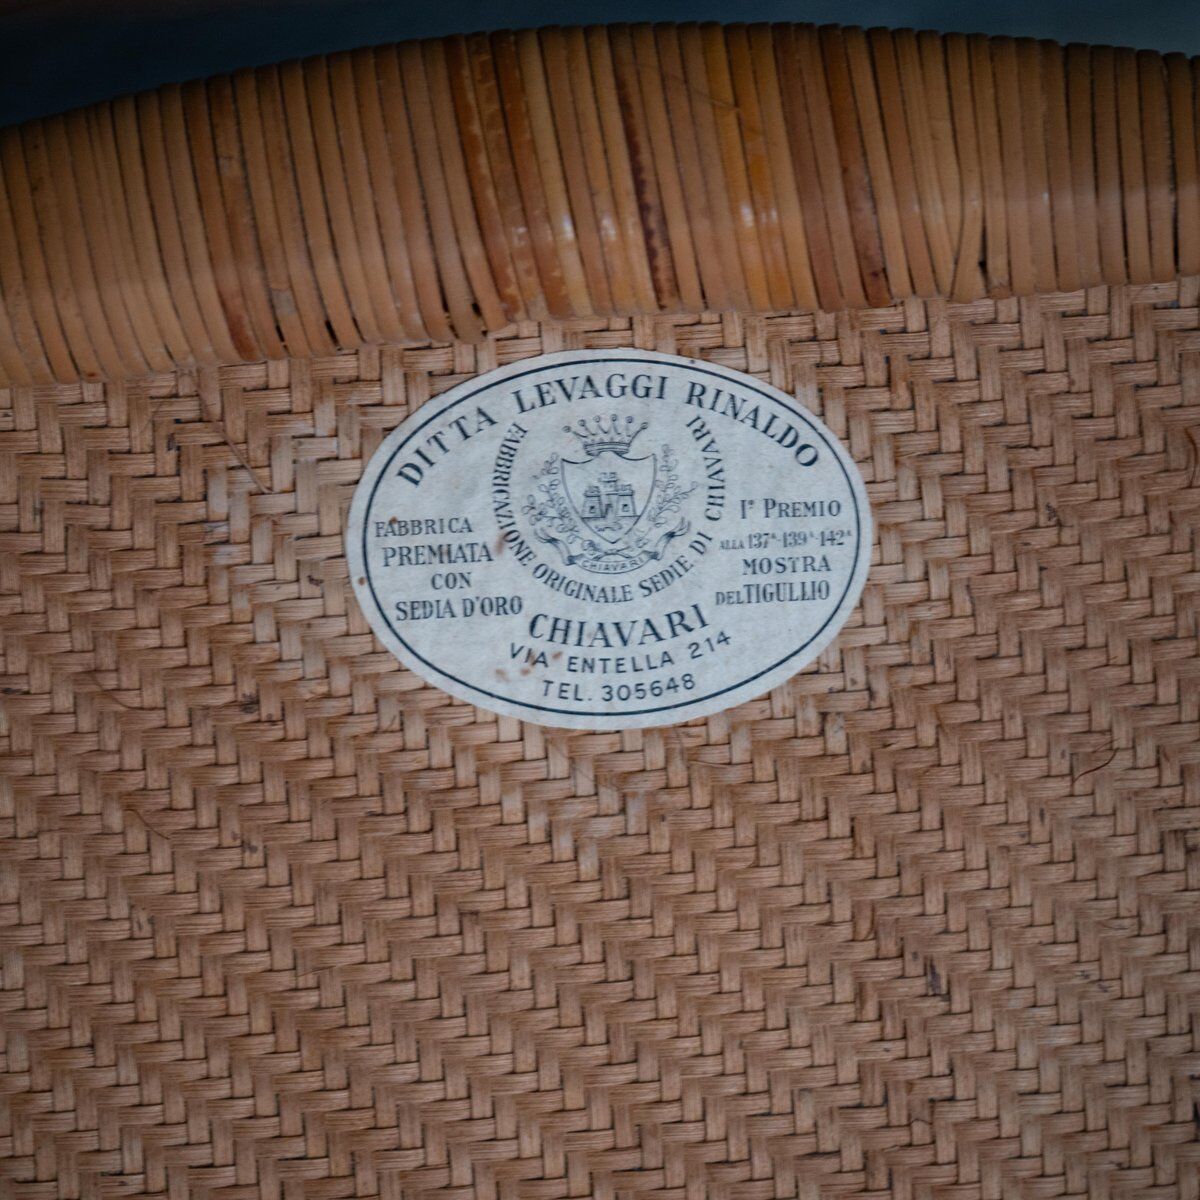 DITTA LEVAGGI RINALDO
FABBRICAZIONE ORIGINALE SEDIE DI CHIAVARI
CHIAVARI
FABBRICA
PREMIATA
CON
SEDIA D'ORO
Iº PREMIO
ALLA 137ª-139ª-142ª
MOSTRA
DEL TIGULLIO
CHIAVARI
VIA ENTELLA 214
TEL. 305648